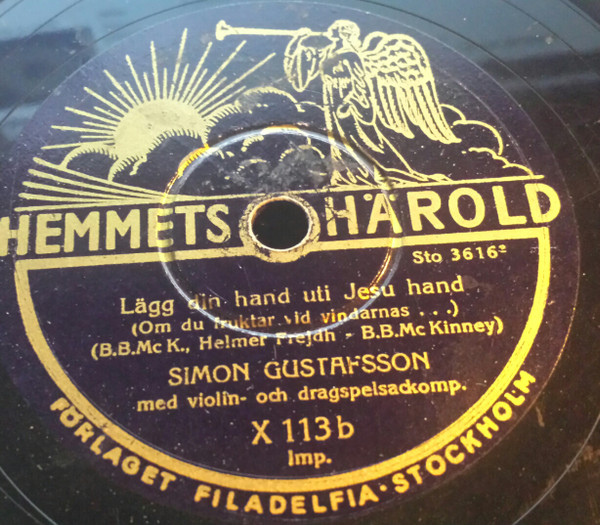 HEMMETS HÄROLD
Sto 3616²
Lägg din hand uti Jesu hand
(Om du fruktar vid vindarnas . . .)
(B.B.Mc K., Helmer Frejdh - B.B.Mc Kinney)
SIMON GUSTAFSSON
med violin- och dragspelsackomp.
X 113 b
Imp.
FÖRLAGET FILADELFIA · STOCKHOLM